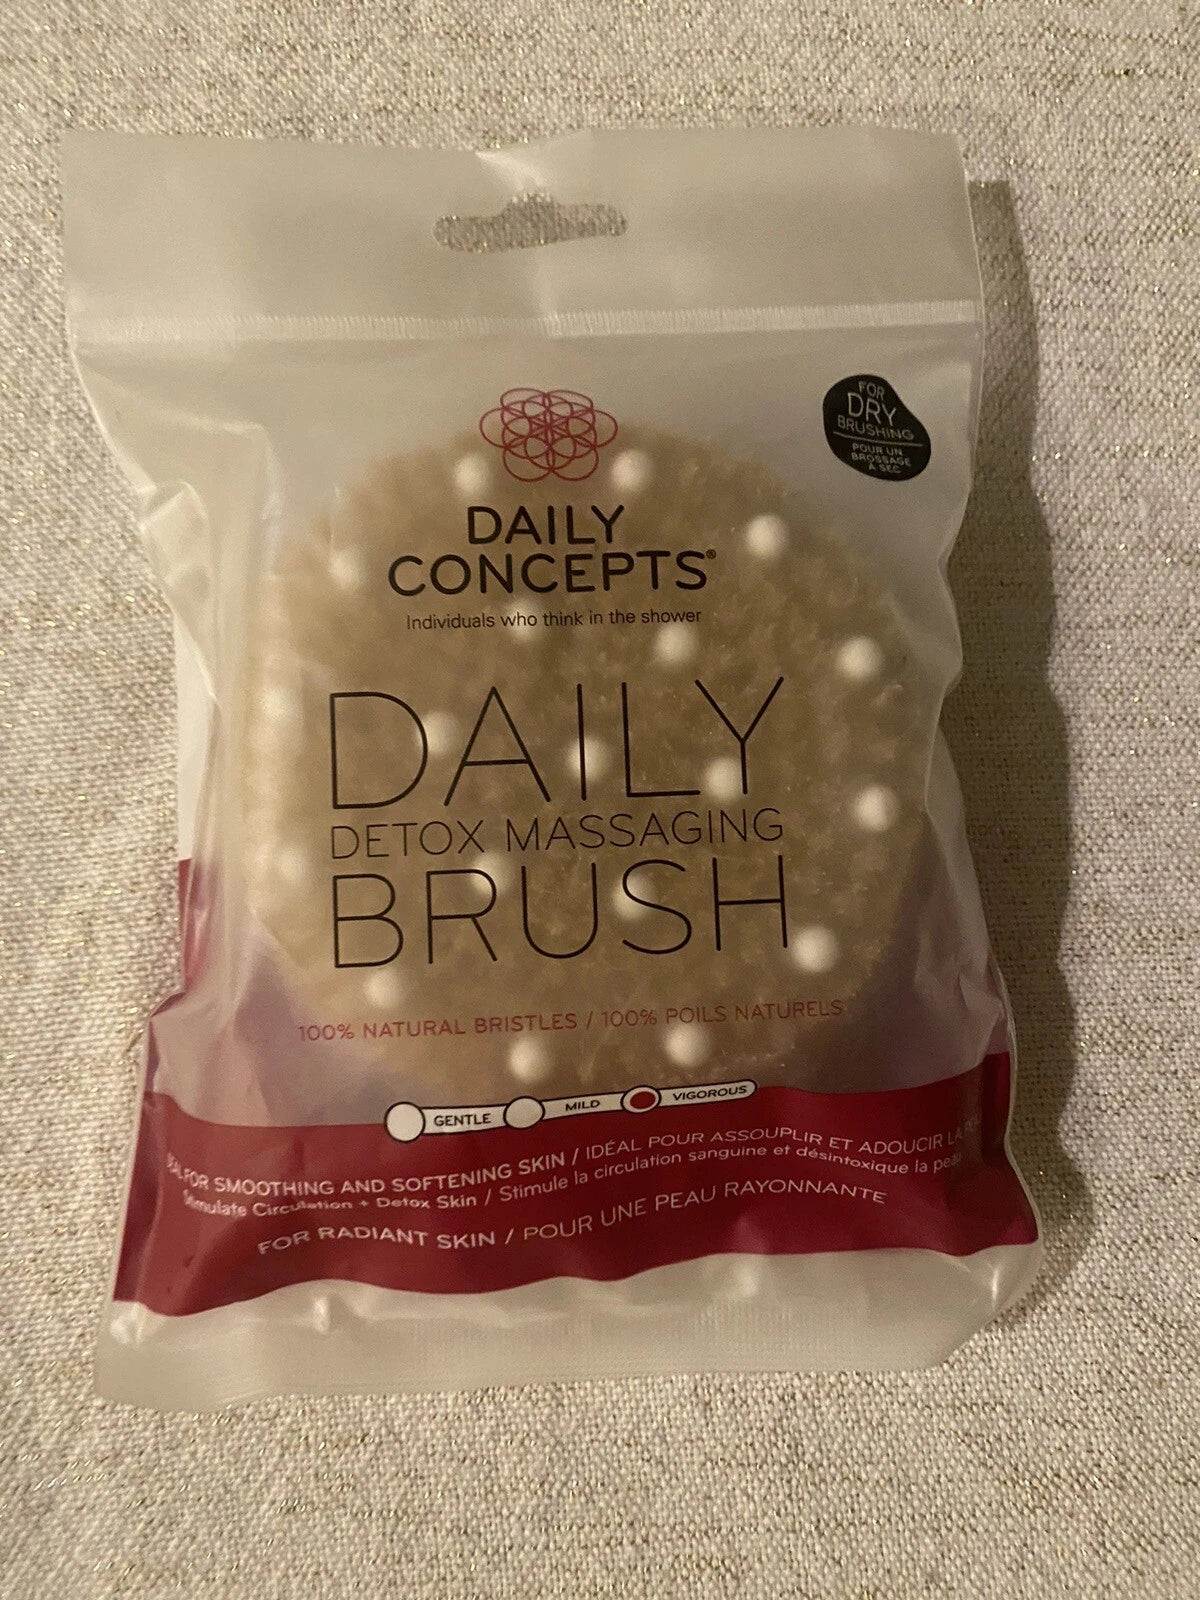 FOR
DRY
BRUSHING
POUR UN
BROSSAGE
À SEC
DAILY
CONCEPTS®
Individuals who think in the shower
DAILY
DETOX MASSAGING
BRUSH
100% NATURAL BRISTLES / 100% POILS NATURELS
GENTLE MILD VIGOROUS
FOR SMOOTHING AND SOFTENING SKIN / IDÉAL POUR ASSOUPLIR ET ADOUCIR
Stimulate Circulation + Detox Skin / Stimule la circulation sanguine et désintoxique la peau
FOR RADIANT SKIN / POUR UNE PEAU RAYONNANTE